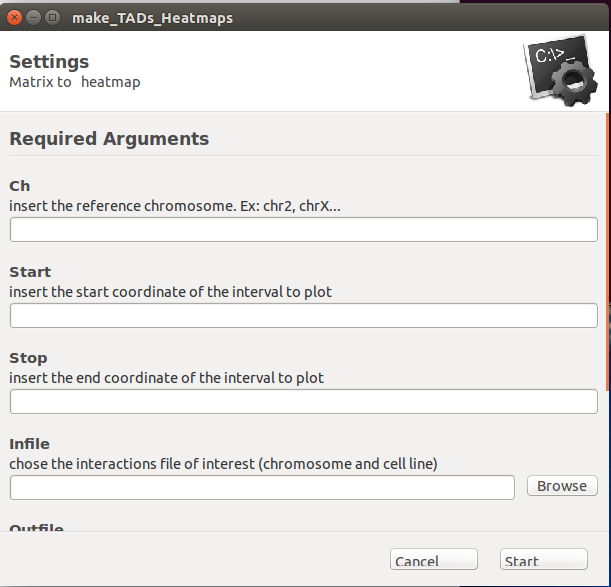 make_TADs_Heatmaps
Settings
Matrix to  heatmap
C:\>_
Required Arguments
Ch
insert the reference chromosome. Ex: chr2, chrX...
Start
insert the start coordinate of the interval to plot
Stop
insert the end coordinate of the interval to plot
Infile
chose the interactions file of interest (chromosome and cell line)
Browse
Outfile
Cancel
Start